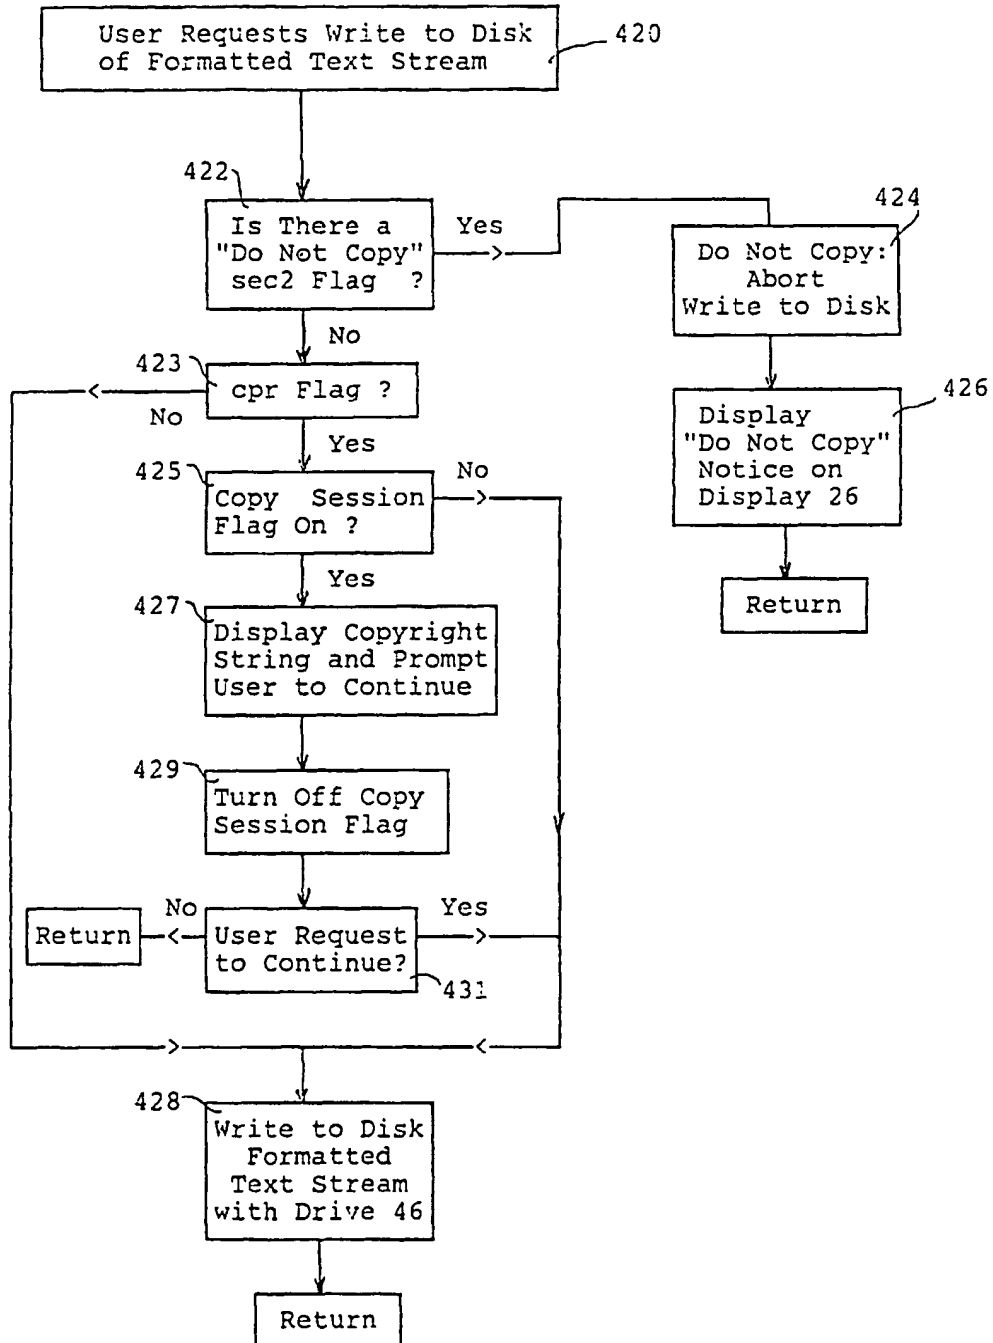 User Requests Write to Disk
of Formatted Text Stream
420
422
Is There a
"Do Not Copy"
sec2 Flag ?
Yes
424
Do Not Copy:
Abort
Write to Disk
No
423
cpr Flag ?
No
Yes
426
Display
"Do Not Copy"
Notice on
Display 26
425
Copy Session
Flag On ?
No
Yes
Return
427
Display Copyright
String and Prompt
User to Continue
429
Turn Off Copy
Session Flag
Return
No
User Request
to Continue?
Yes
431
428
Write to Disk
Formatted
Text Stream
with Drive 46
Return